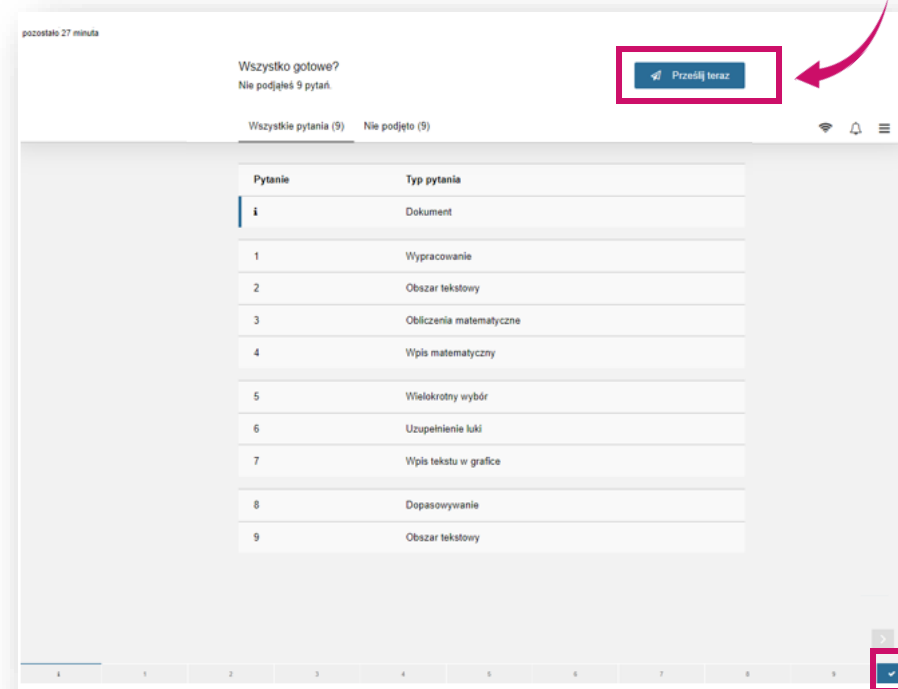 pozostało 27 minuta
Wszystko gotowe?
Nie podjąłeś 9 pytań.
Prześlij teraz
Wszystkie pytania (9) Nie podjęto (9)
Pytanie Typ pytania
i Dokument
1 Wypracowanie
2 Obszar tekstowy
3 Obliczenia matematyczne
4 Wpis matematyczny
5 Wielokrotny wybór
6 Uzupełnienie luki
7 Wpis tekstu w grafice
8 Dopasowywanie
9 Obszar tekstowy
i 1 2 3 4 5 6 7 8 9